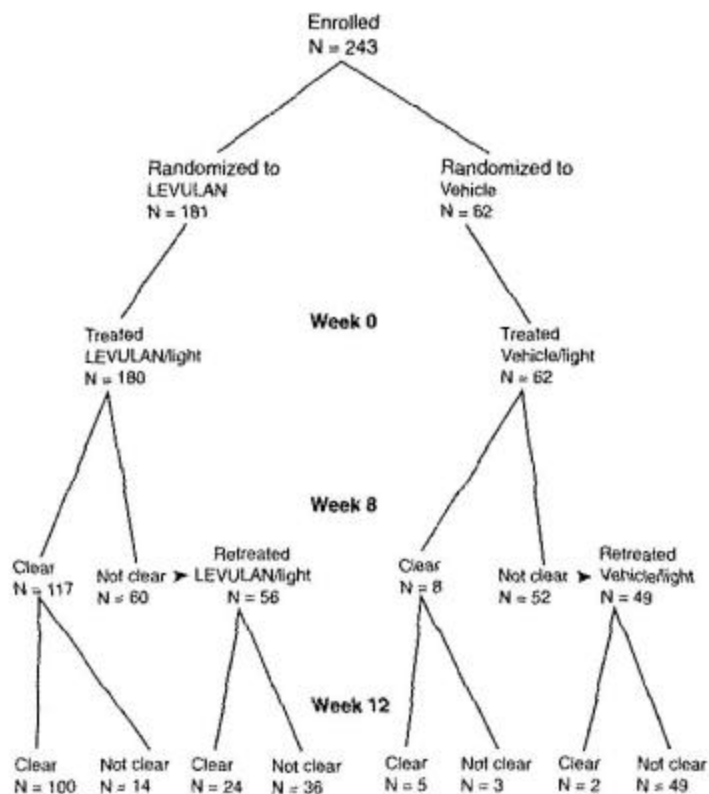 Enrolled
N = 243
Randomized to
LEVULAN
N = 181
Randomized to
Vehicle
N = 62
Week 0
Treated
LEVULAN/light
N = 180
Treated
Vehicle/light
N = 62
Week 8
Clear
N = 117
Not clear ➤
N = 60
Retreated
LEVULAN/light
N = 56
Clear
N = 8
Not clear ➤
N = 52
Retreated
Vehicle/light
N = 49
Week 12
Clear
N = 100
Not clear
N = 14
Clear
N = 24
Not clear
N = 36
Clear
N = 5
Not clear
N = 3
Clear
N = 2
Not clear
N = 49